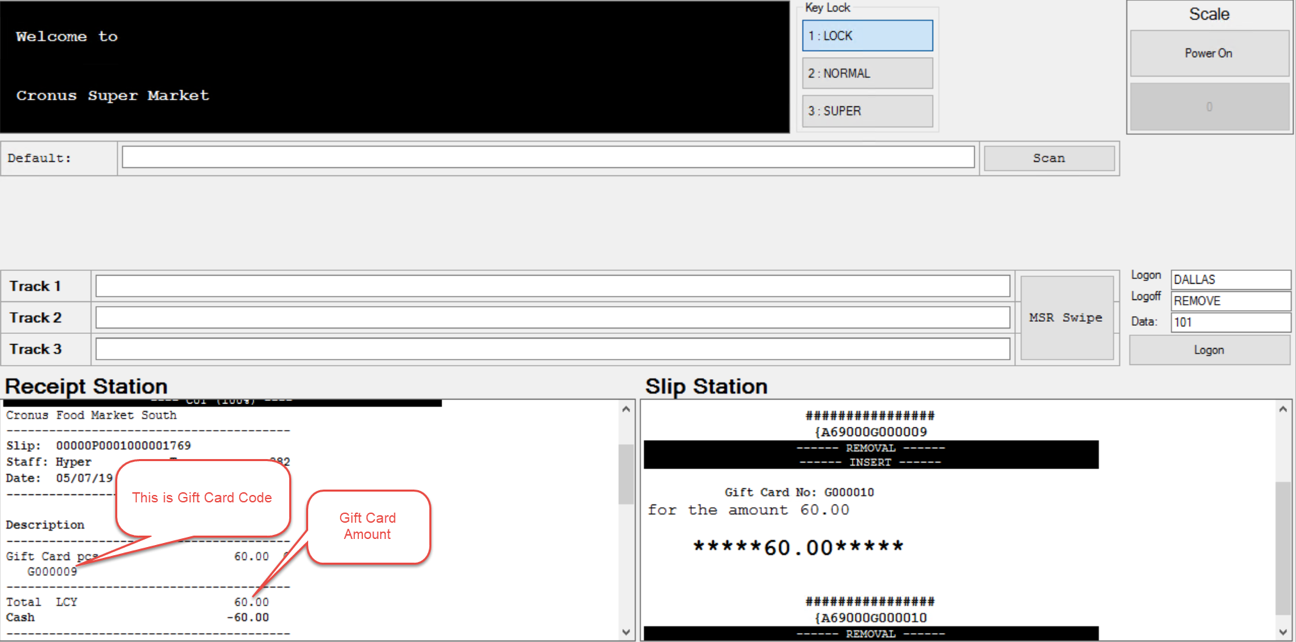 Welcome to
Cronus Super Market
Key Lock
1 : LOCK
2 : NORMAL
3 : SUPER
Scale
Power On
0
Default:
Scan
Track 1
Track 2
Track 3
MSR Swipe
Logon DALLAS
Logoff REMOVE
Data: 101
Logon
Receipt Station
Cronus Food Market South
----------------------------------
Slip: 00000P0001000001769
Staff: Hyper
Date: 05/07/19
This is Gift Card Code
Gift Card
Amount
Description
----------------------------------
Gift Card pcs 60.00
G000009
----------------------------------
Total LCY 60.00
Cash -60.00
----------------------------------
Slip Station
################
{A69000G000009
------ REMOVAL ------
------ INSERT ------
Gift Card No: G000010
for the amount 60.00
*****60.00*****
################
{A69000G000010
------ REMOVAL ------